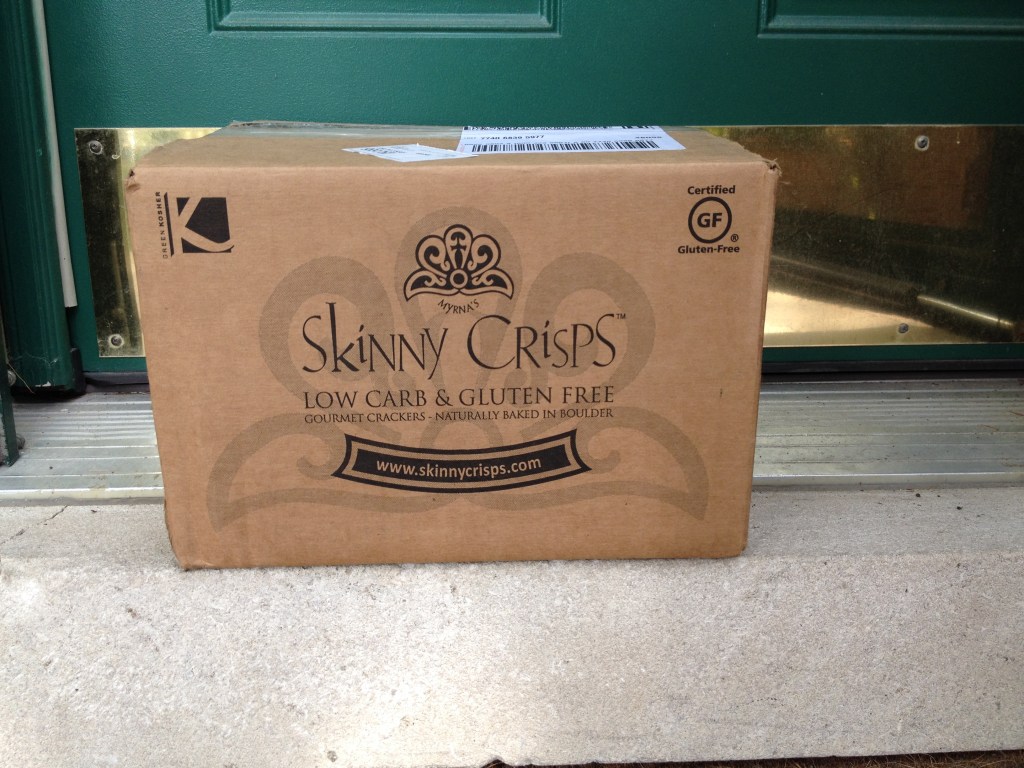 GREEN KOSHER
K
Certified
GF
®
Gluten-Free
MYRNA'S
SkiNNY CRiSPS™
LOW CARB & GLUTEN FREE
GOURMET CRACKERS - NATURALLY BAKED IN BOULDER
www.skinnycrisps.com